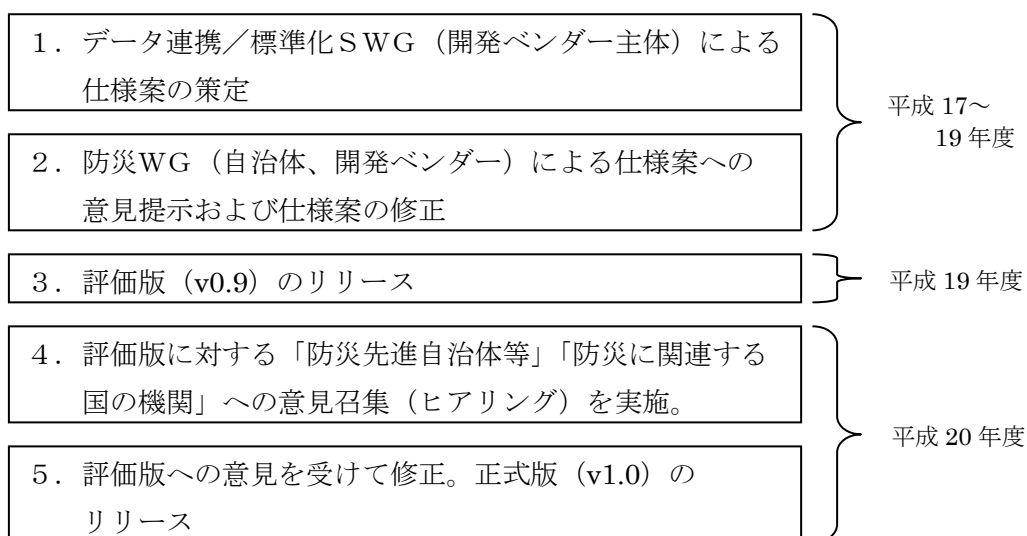 １．データ連携／標準化ＳＷＧ（開発ベンダー主体）による
仕様案の策定
平成 17～
19 年度
２．防災WG（自治体、開発ベンダー）による仕様案への
意見提示および仕様案の修正
３．評価版（v0.9）のリリース
平成 19 年度
４．評価版に対する「防災先進自治体等」「防災に関連する
国の機関」への意見召集（ヒアリング）を実施。
平成 20 年度
５．評価版への意見を受けて修正。正式版（v1.0）の
リリース